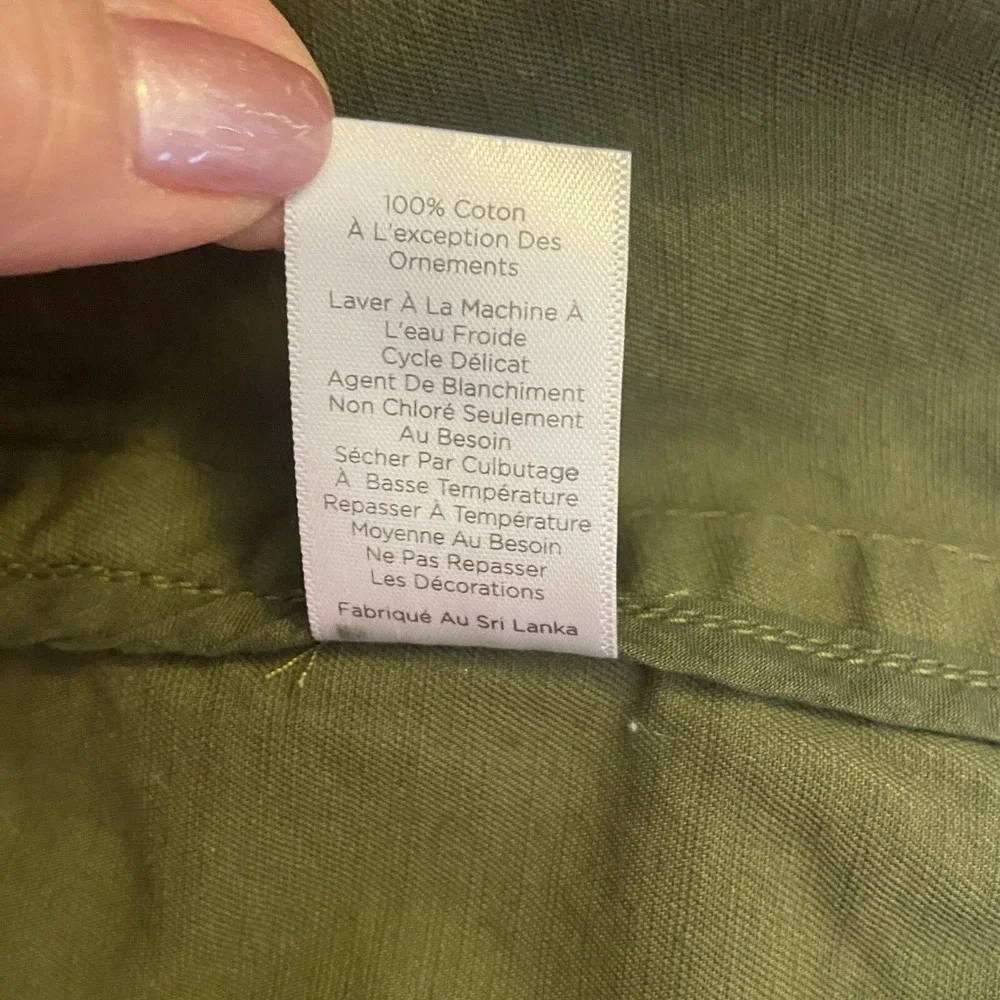 100% Coton
À L'exception Des
Ornements
Laver À La Machine À
L'eau Froide
Cycle Délicat
Agent De Blanchiment
Non Chloré Seulement
Au Besoin
Sécher Par Culbutage
À Basse Température
Repasser À Température
Moyenne Au Besoin
Ne Pas Repasser
Les Décorations
Fabriqué Au Sri Lanka